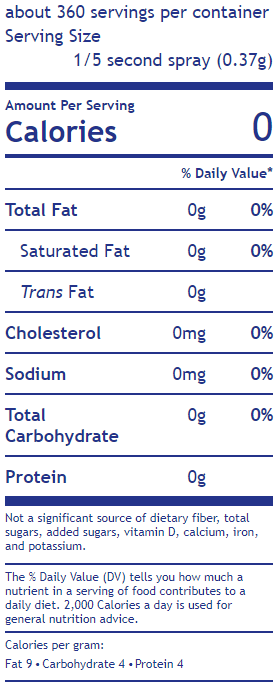 about 360 servings per container
Serving Size
1/5 second spray (0.37g)
Amount Per Serving
Calories 0
% Daily Value*
Total Fat 0g 0%
Saturated Fat 0g 0%
Trans Fat 0g
Cholesterol 0mg 0%
Sodium 0mg 0%
Total 0g 0%
Carbohydrate
Protein 0g
Not a significant source of dietary fiber, total
sugars, added sugars, vitamin D, calcium, iron,
and potassium.
The % Daily Value (DV) tells you how much a
nutrient in a serving of food contributes to a
daily diet. 2,000 Calories a day is used for
general nutrition advice.
Calories per gram:
Fat 9 • Carbohydrate 4 • Protein 4